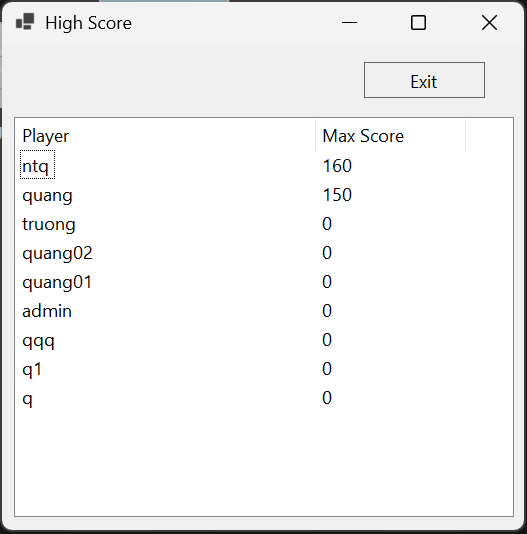 High Score
Exit
Player Max Score
ntq 160
quang 150
truong 0
quang02 0
quang01 0
admin 0
qqq 0
q1 0
q 0